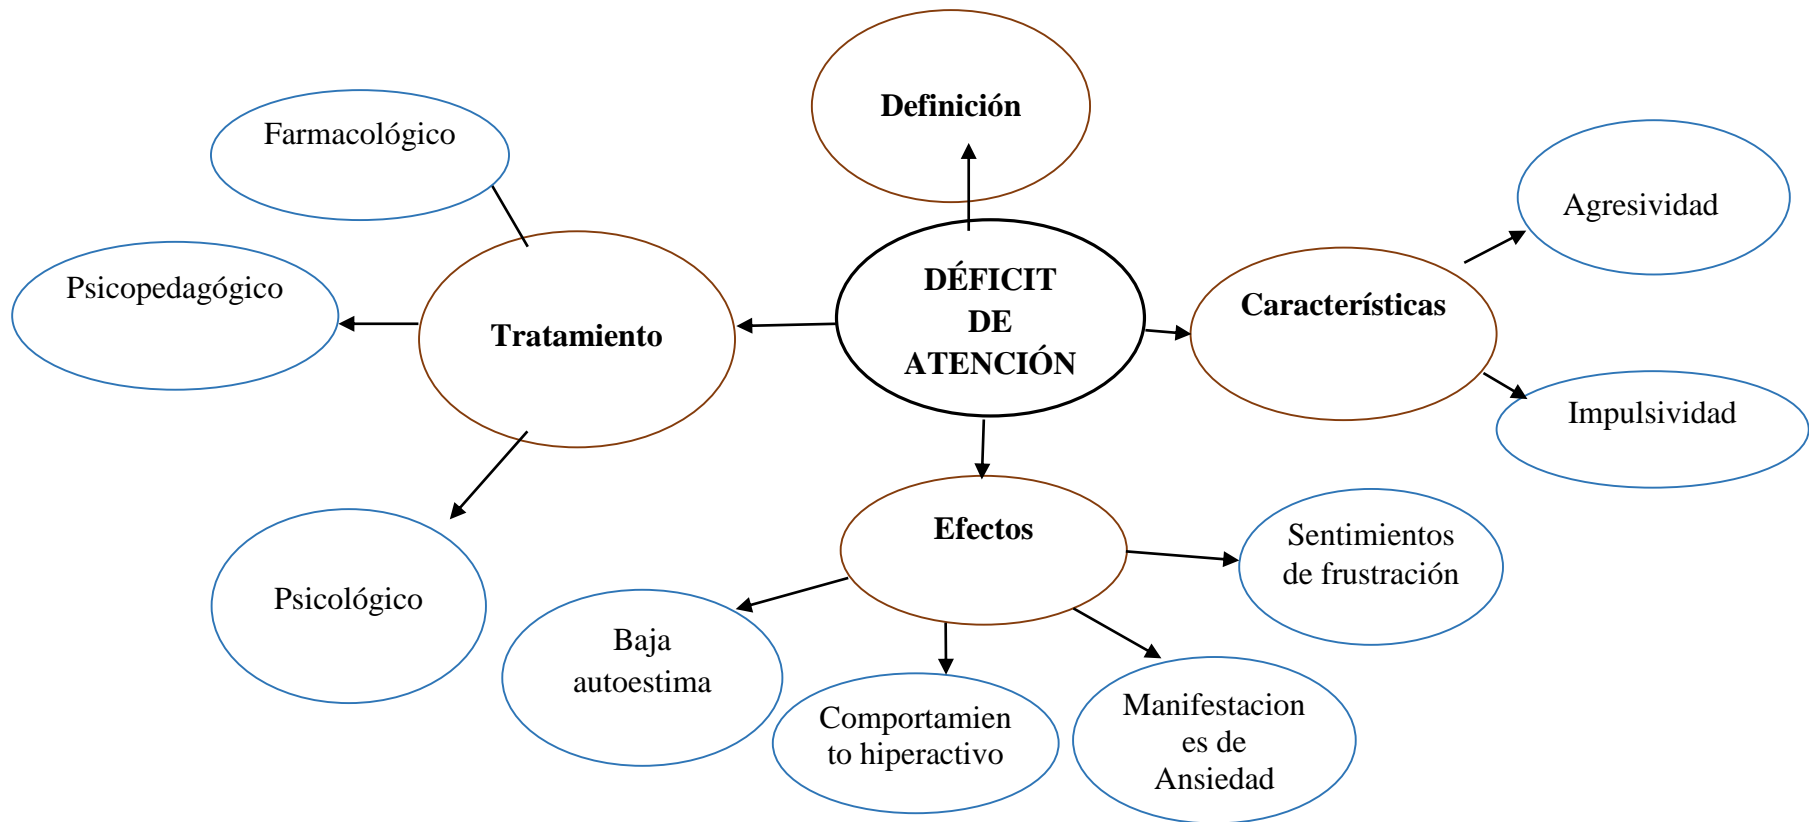 Definición
Farmacológico
Agresividad
Psicopedagógico
DÉFICIT
DE
ATENCIÓN
Características
Tratamiento
Impulsividad
Efectos
Sentimientos
de frustración
Psicológico
Baja
autoestima
Comportamien
to hiperactivo
Manifestacion
es de
Ansiedad